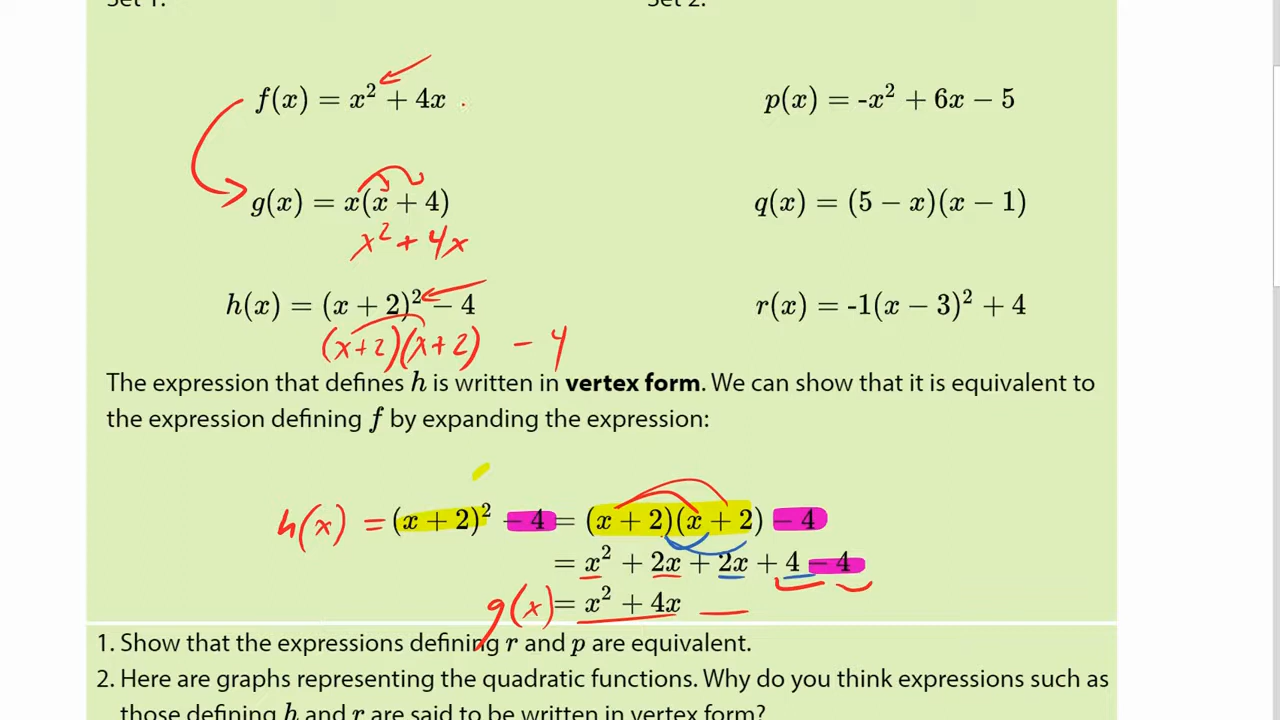 Set 1: Set 2:
f(x) = x² + 4x p(x) = -x² + 6x − 5
g(x) = x(x + 4) q(x) = (5 − x)(x − 1)
x² + 4x
h(x) = (x + 2)² − 4 r(x) = -1(x − 3)² + 4
(x+2)(x+2) − 4
The expression that defines h is written in vertex form. We can show that it is equivalent to
the expression defining f by expanding the expression:
h(x) = (x + 2)² − 4 = (x + 2)(x + 2) − 4
= x² + 2x + 2x + 4 − 4
g(x) = x² + 4x
1. Show that the expressions defining r and p are equivalent.
2. Here are graphs representing the quadratic functions. Why do you think expressions such as
those defining h and r are said to be written in vertex form?